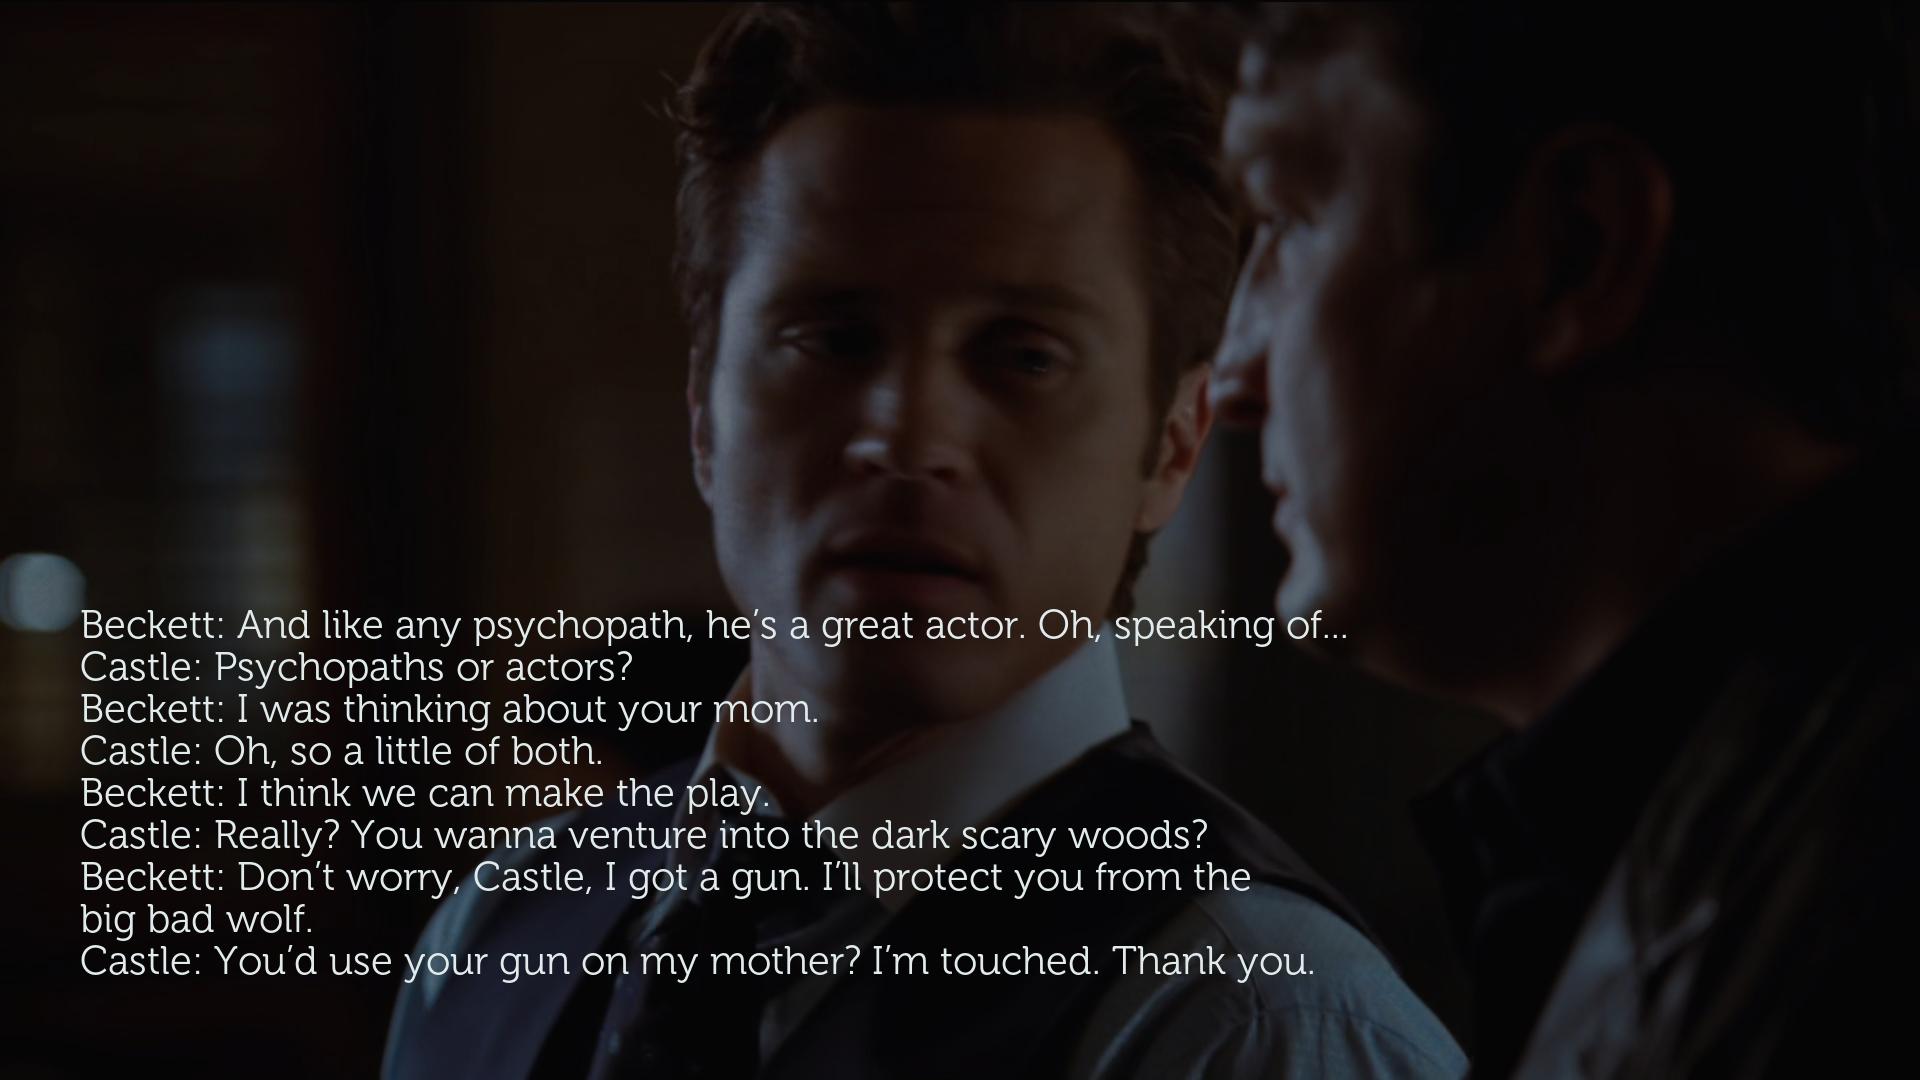 Beckett: And like any psychopath, he’s a great actor. Oh, speaking of...
Castle: Psychopaths or actors?
Beckett: I was thinking about your mom.
Castle: Oh, so a little of both.
Beckett: I think we can make the play.
Castle: Really? You wanna venture into the dark scary woods?
Beckett: Don’t worry, Castle, I got a gun. I’ll protect you from the
big bad wolf.
Castle: You’d use your gun on my mother? I’m touched. Thank you.